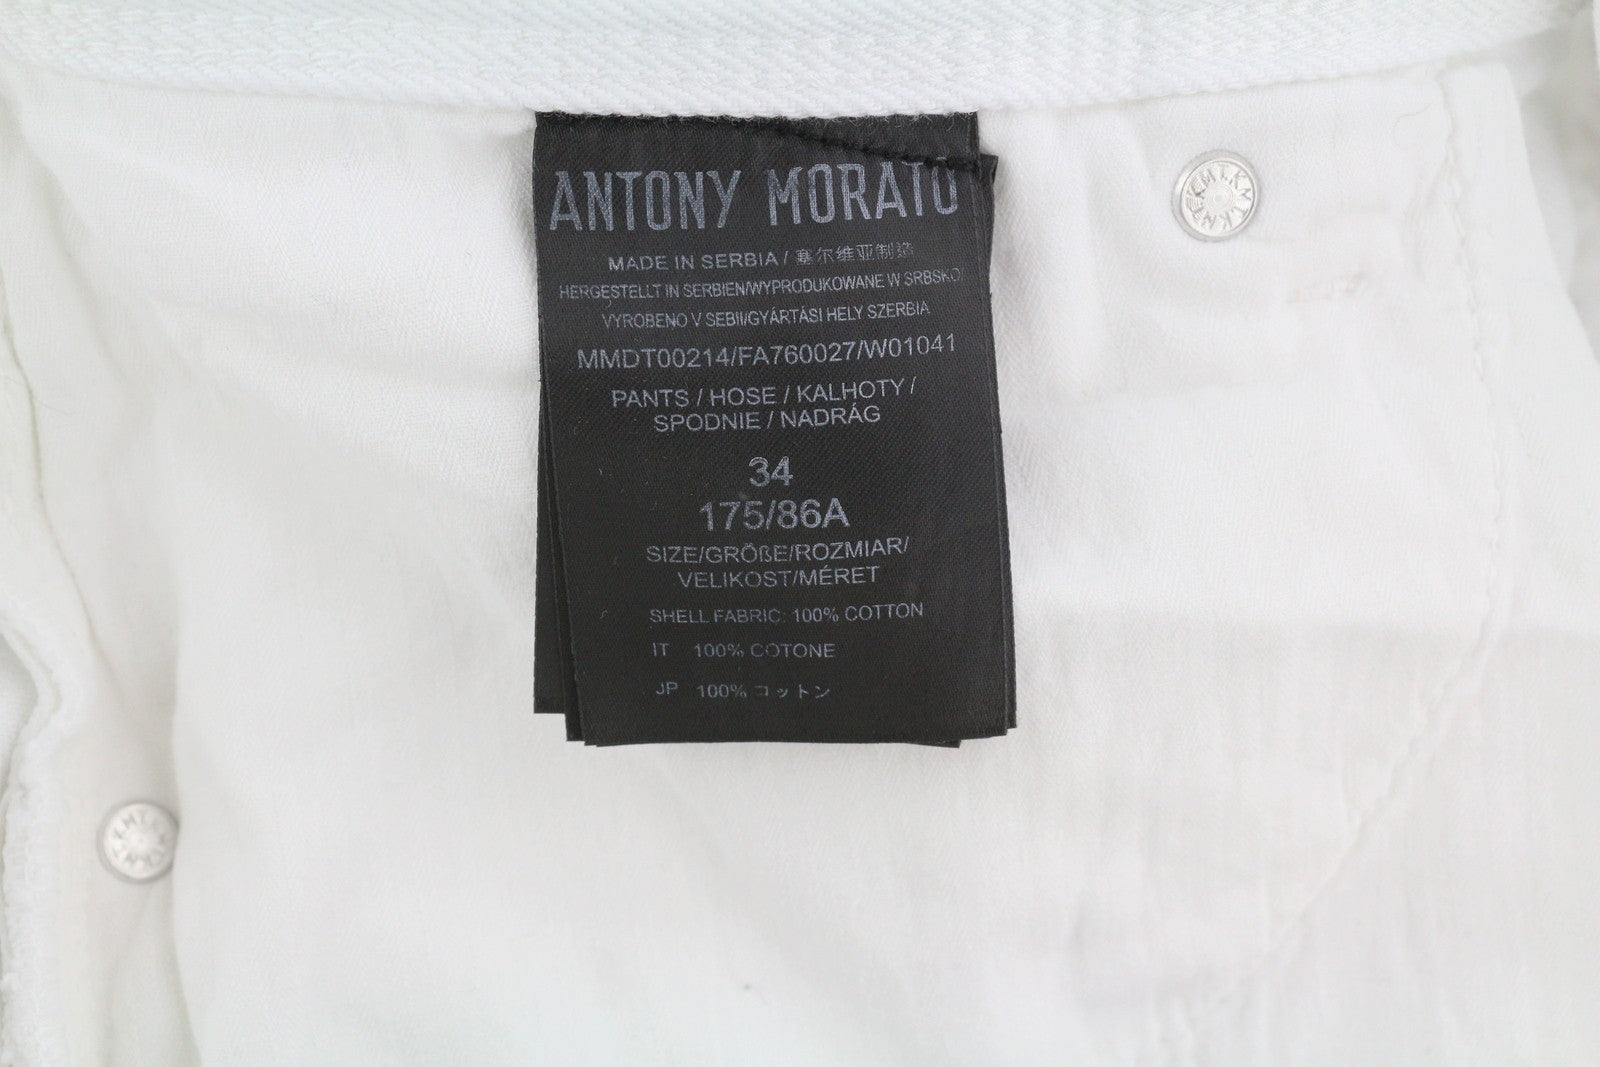 ANTONY MORATO
MADE IN SERBIA / 塞尔维亚制造
HERGESTELLT IN SERBIEN/WYPRODUKOWANE W SRBSKO/
VYROBENO V SEBII/GYÁRTÁSI HELY SZERBIA
MMDT00214/FA760027/W01041
PANTS / HOSE / KALHOTY /
SPODNIE / NADRÁG
34
175/86A
SIZE/GRÖßE/ROZMIAR/
VELIKOST/MÉRET
SHELL FABRIC: 100% COTTON
IT 100% COTONE
JP 100% コットン